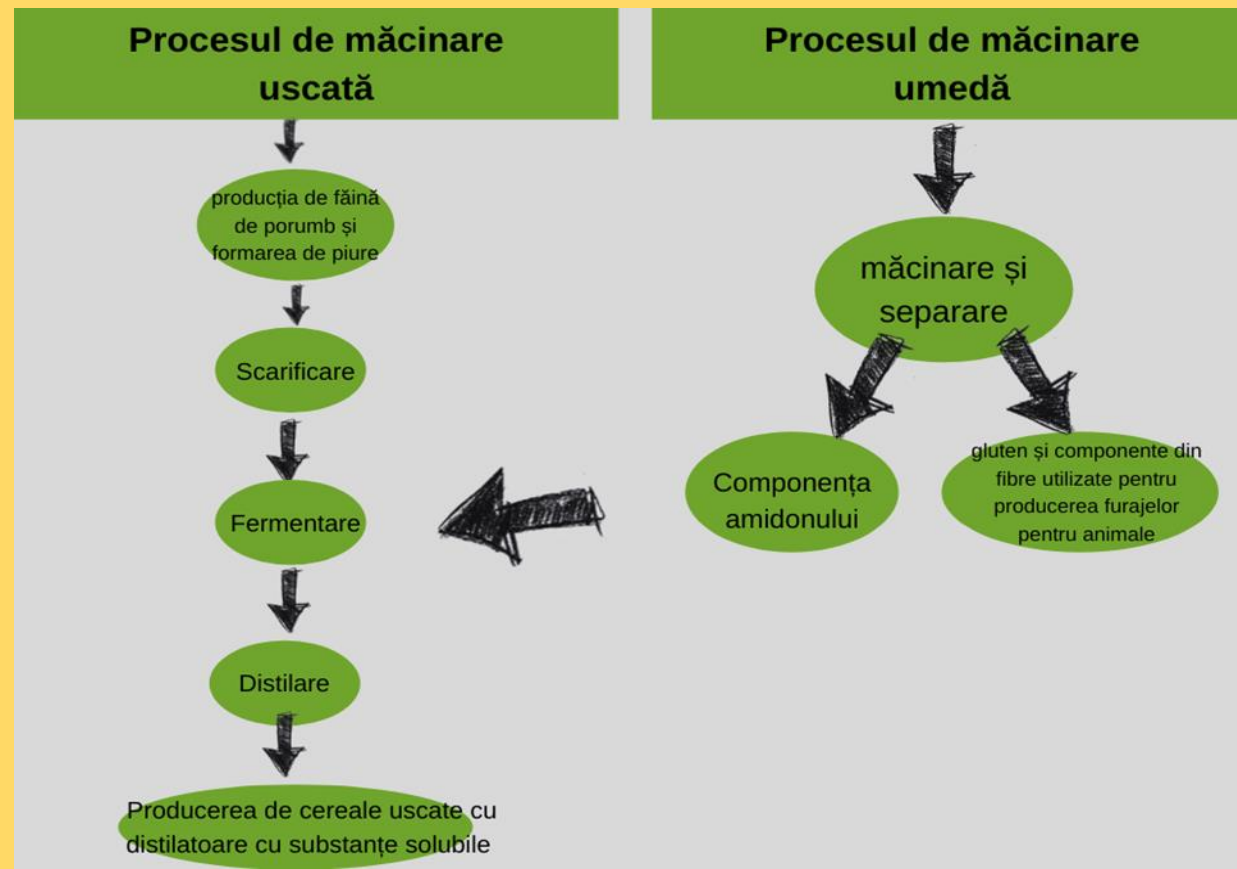 Procesul de măcinare
uscată
producția de făină
de porumb și
formarea de piure
Scarificare
Fermentare
Distilare
Producerea de cereale uscate cu
distilatoare cu substanțe solubile
Procesul de măcinare
umedă
măcinare și
separare
Componența
amidonului
gluten și componente din
fibre utilizate pentru
producerea furajelor
pentru animale